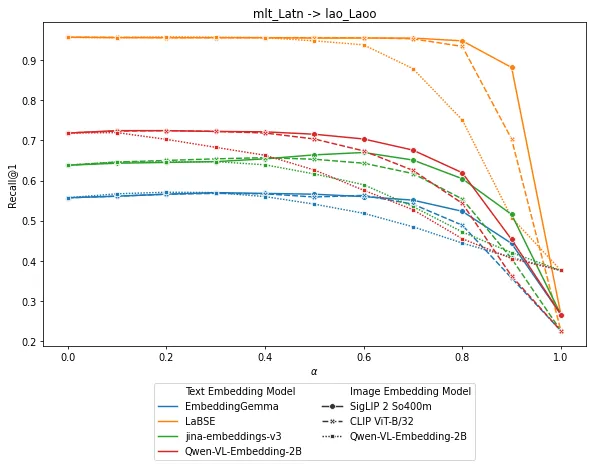 mlt_Latn -> lao_Laoo
Recall@1
0.9
0.8
0.7
0.6
0.5
0.4
0.3
0.2
0.0 0.2 0.4 0.6 0.8 1.0
α
Text Embedding Model Image Embedding Model
EmbeddingGemma SigLIP 2 So400m
LaBSE CLIP ViT-B/32
jina-embeddings-v3 Qwen-VL-Embedding-2B
Qwen-VL-Embedding-2B